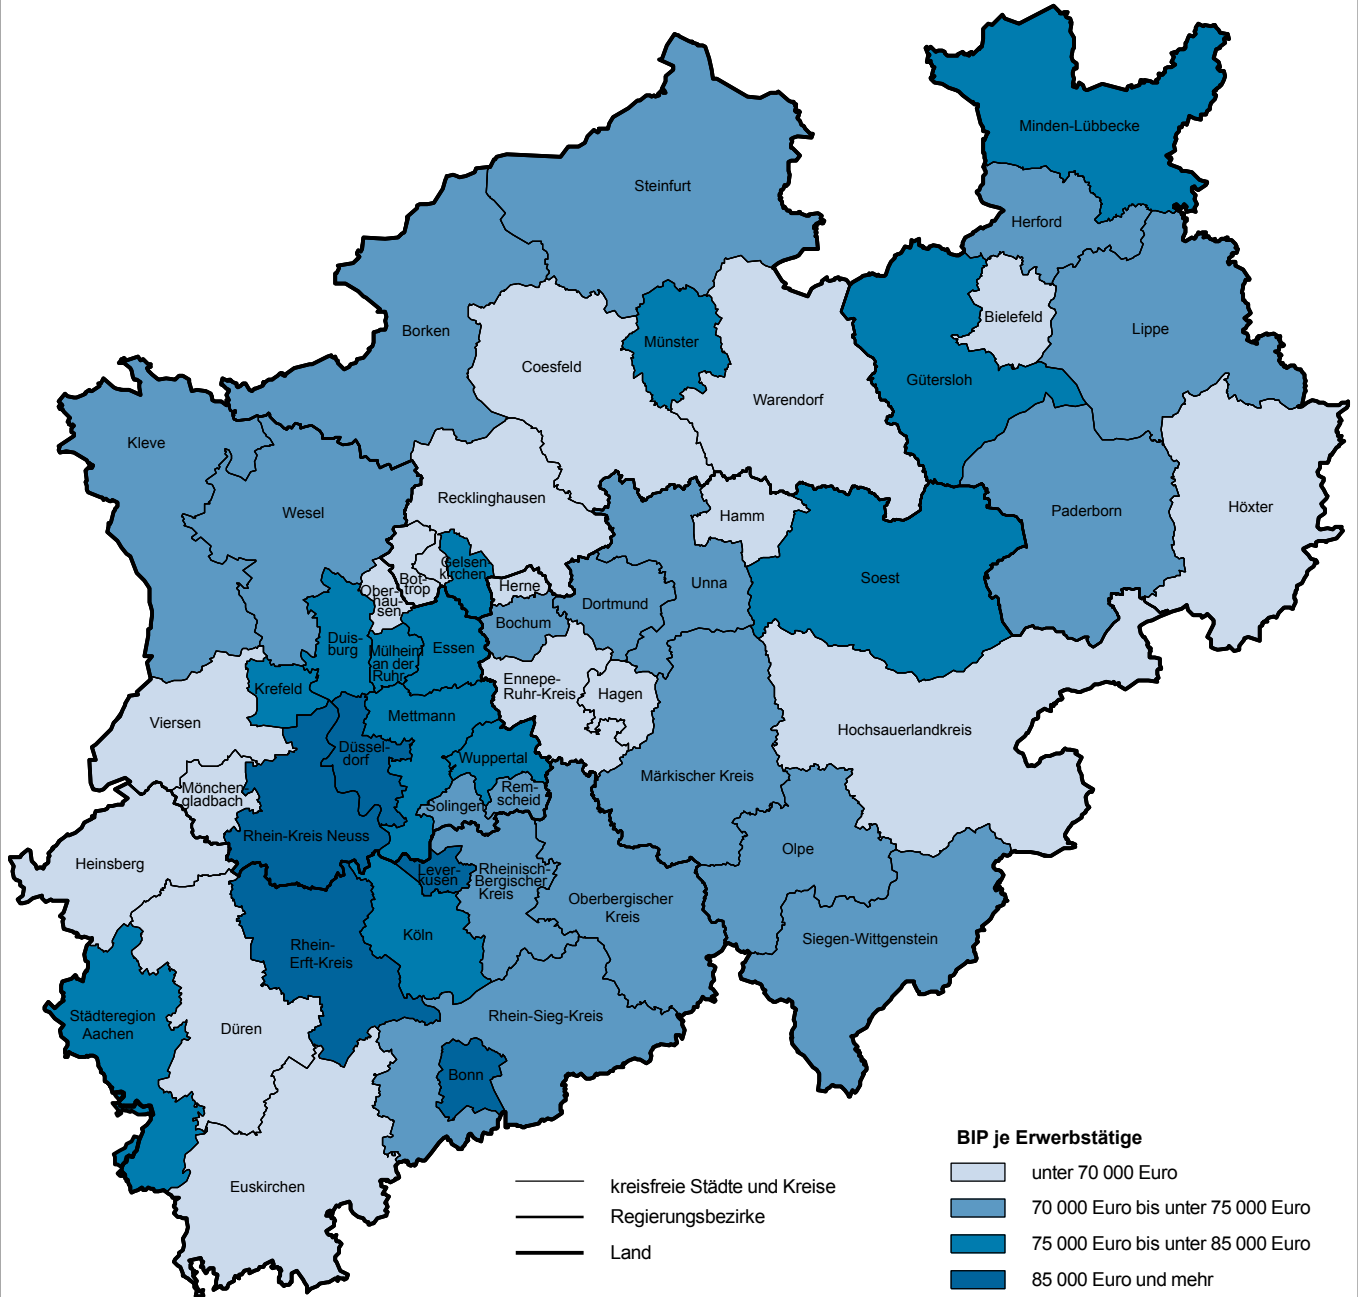 Minden-Lübbecke
Steinfurt
Herford
Borken
Münster
Bielefeld
Lippe
Coesfeld
Gütersloh
Warendorf
Kleve
Recklinghausen
Wesel
Hamm
Paderborn
Höxter
Gelsen-
kirchen
Bot-
trop
Ober-
hau-
sen
Herne
Soest
Unna
Dortmund
Bochum
Duis-
burg
Mülheim
an der
Ruhr
Essen
Krefeld
Ennepe-
Ruhr-Kreis
Hagen
Viersen
Mettmann
Hochsauerlandkreis
Düssel-
dorf
Wuppertal
Märkischer Kreis
Mönchen
gladbach
Solingen
Rem-
scheid
Rhein-Kreis Neuss
Olpe
Heinsberg
Lever-
kusen
Rheinisch-
Bergischer
Kreis
Oberbergischer
Kreis
Köln
Siegen-Wittgenstein
Rhein-
Erft-Kreis
Städteregion
Aachen
Düren
Rhein-Sieg-Kreis
Bonn
Euskirchen
kreisfreie Städte und Kreise
Regierungsbezirke
Land
BIP je Erwerbstätige
unter 70 000 Euro
70 000 Euro bis unter 75 000 Euro
75 000 Euro bis unter 85 000 Euro
85 000 Euro und mehr